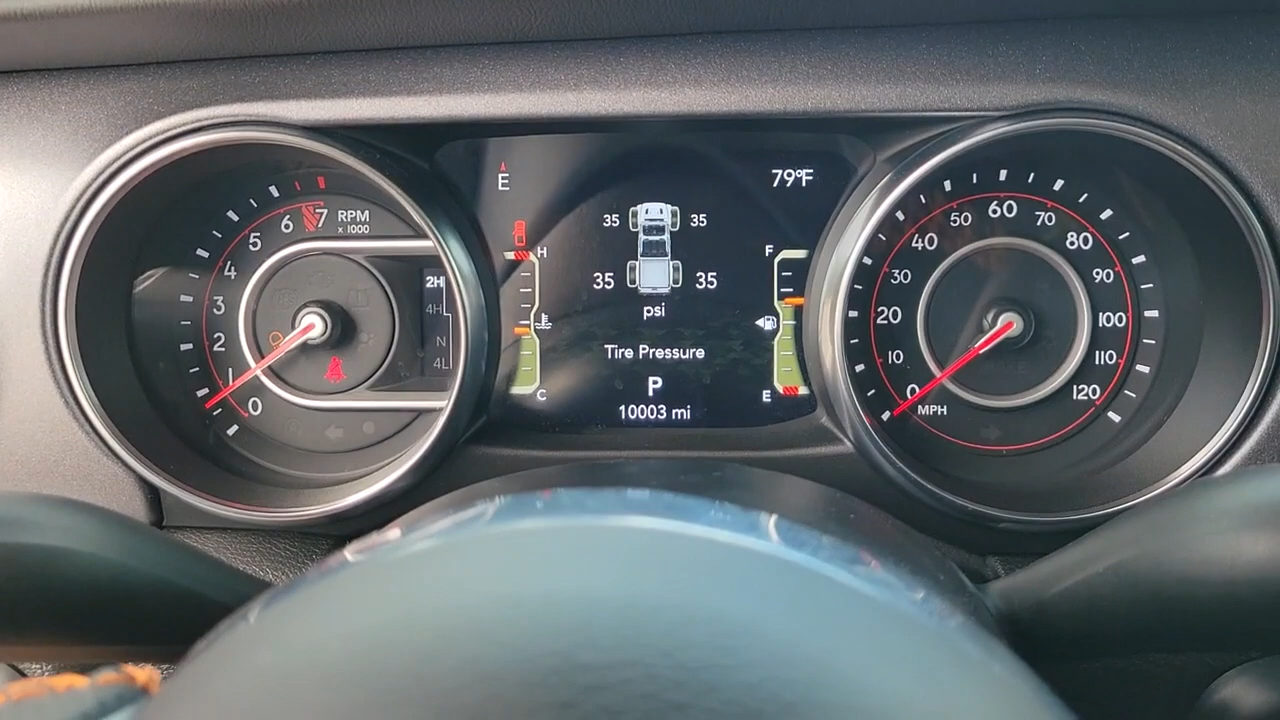 E
79°F
35 35
35 35
psi
Tire Pressure
P
10003 mi
H
C
F
E
0
1
2
3
4
5
6
7
RPM
x 1000
2H
4H
N
4L
0
10
20
30
40
50
60
70
80
90
100
110
120
MPH